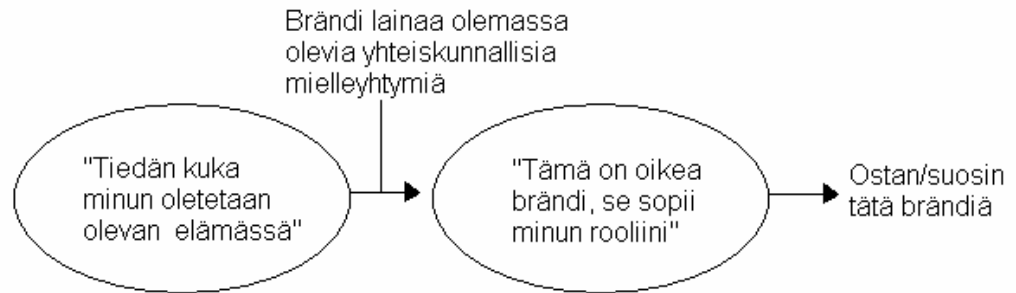 Brändi lainaa olemassa
olevia yhteiskunnallisia
mielleyhtymiä
"Tiedän kuka
minun oletetaan
olevan elämässä"
"Tämä on oikea
brändi, se sopii
minun rooliini"
Ostan/suosin
tätä brändiä